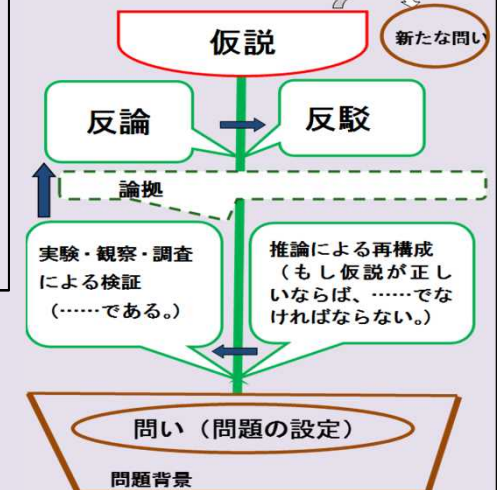 仮説
新たな問い
反論
反駁
論拠
実験・観察・調査
による検証
(……である。)
推論による再構成
(もし仮説が正し
いならば、……でな
ければならない。)
問い(問題の設定)
問題背景